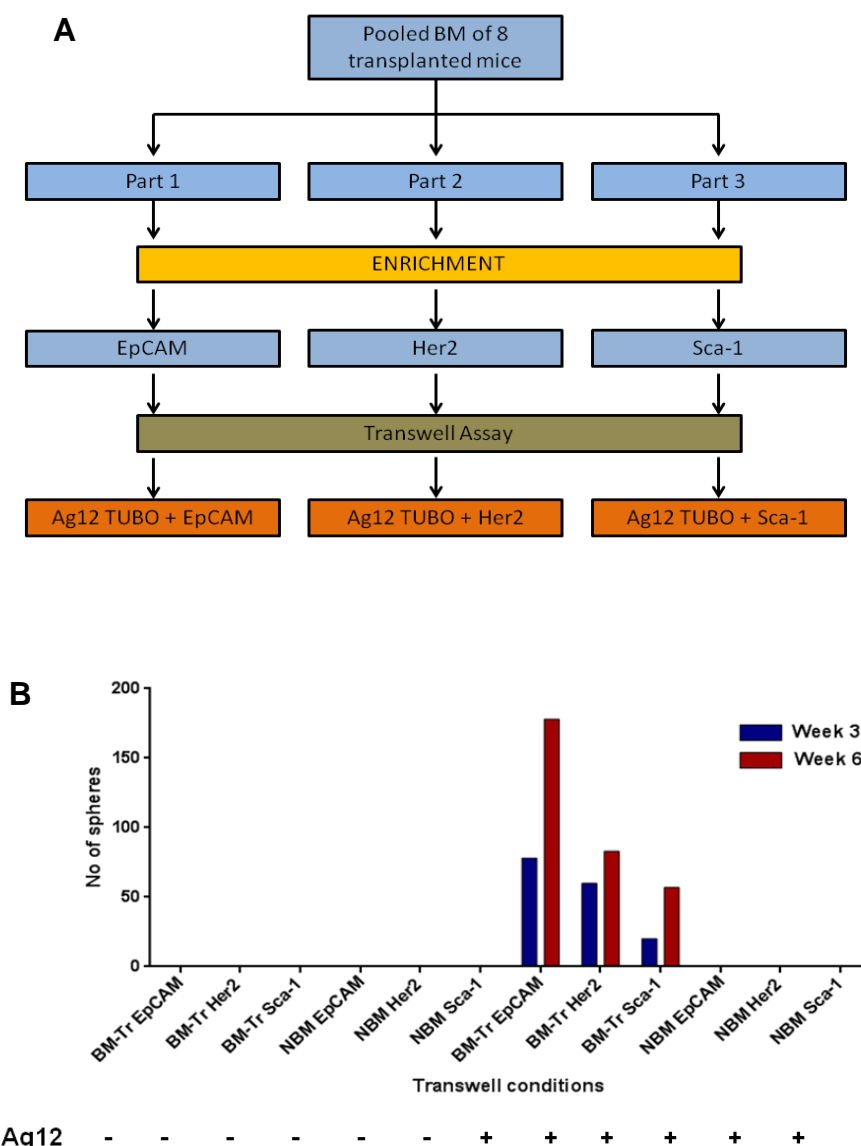 A
Pooled BM of 8
transplanted mice
Part 1
Part 2
Part 3
ENRICHMENT
EpCAM
Her2
Sca-1
Transwell Assay
Ag12 TUBO + EpCAM
Ag12 TUBO + Her2
Ag12 TUBO + Sca-1
B
200
150
100
50
0
No of spheres
Week 3
Week 6
BM-Tr EpCAM
BM-Tr Her2
BM-Tr Sca-1
NBM EpCAM
NBM Her2
NBM Sca-1
BM-Tr EpCAM
BM-Tr Her2
BM-Tr Sca-1
NBM EpCAM
NBM Her2
NBM Sca-1
Transwell conditions
Ag12 - - - - - - + + + + + +